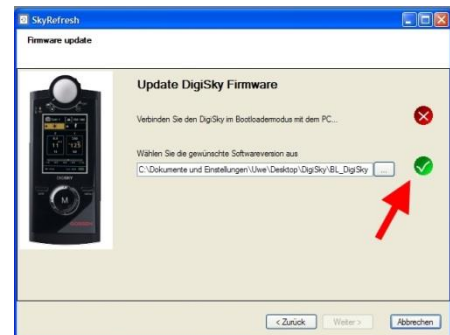 SkyRefresh
Firmware update
Update DigiSky Firmware
Verbinden Sie den DigiSky im Bootloadermodus mit dem PC...
Wählen Sie die gewünschte Softwareversion aus
C:\Dokumente und Einstellungen\Uwe\Desktop\DigiSky\BL_DigiSky
...
M
< Zurück
Weiter >
Abbrechen